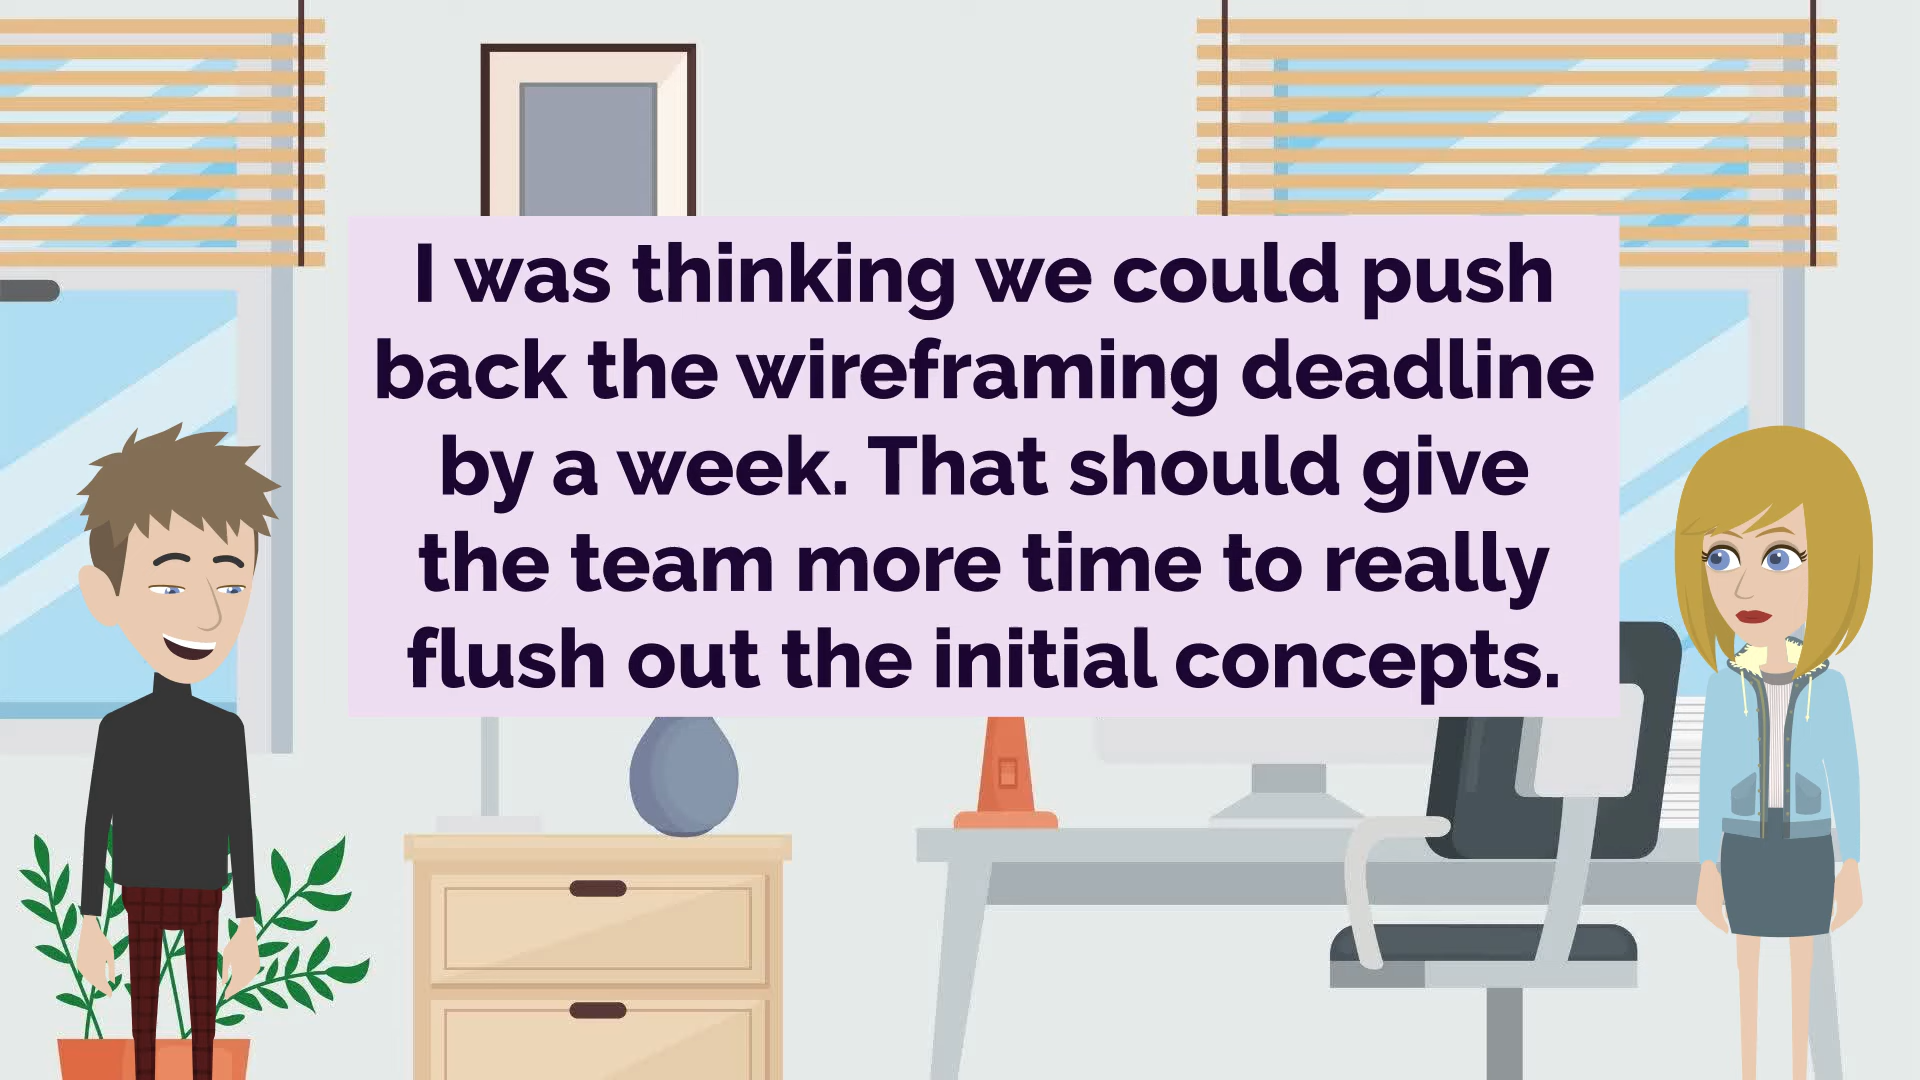 I was thinking we could push
back the wireframing deadline
by a week. That should give
the team more time to really
flush out the initial concepts.